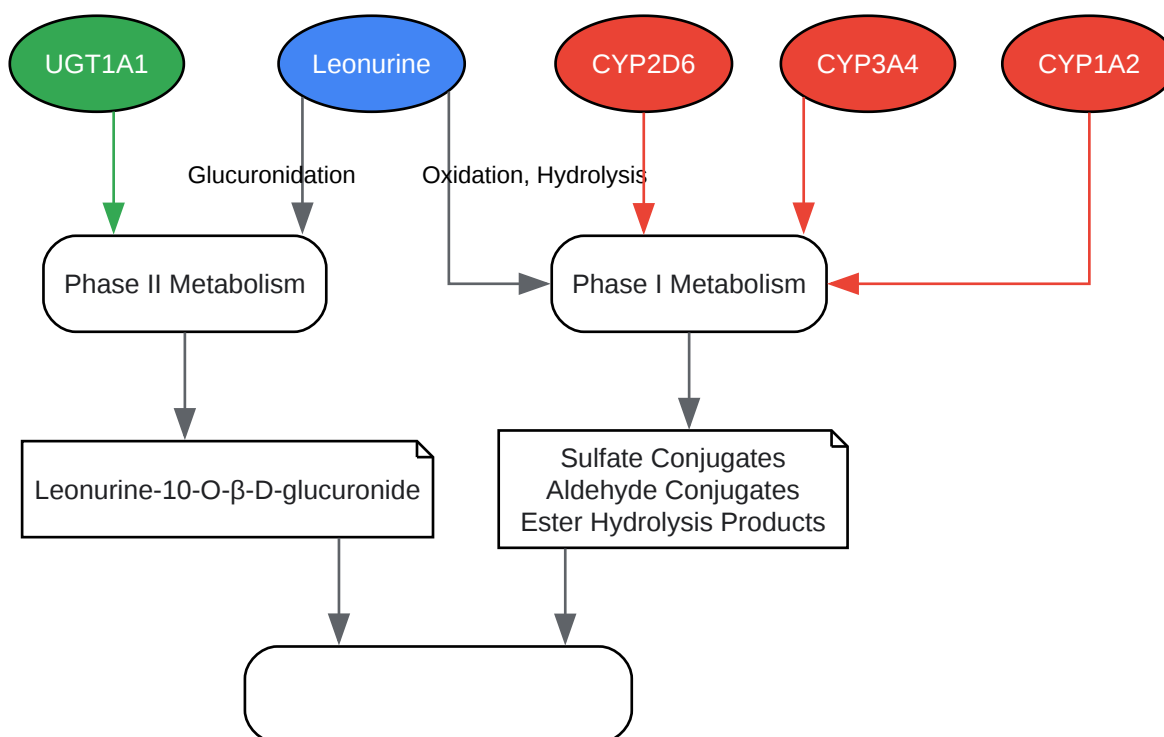 UGT1A1
Leonurine
CYP2D6
CYP3A4
CYP1A2
Glucuronidation
Oxidation, Hydrolysis
Phase II Metabolism
Phase I Metabolism
Leonurine-10-O-β-D-glucuronide
Sulfate Conjugates
Aldehyde Conjugates
Ester Hydrolysis Products